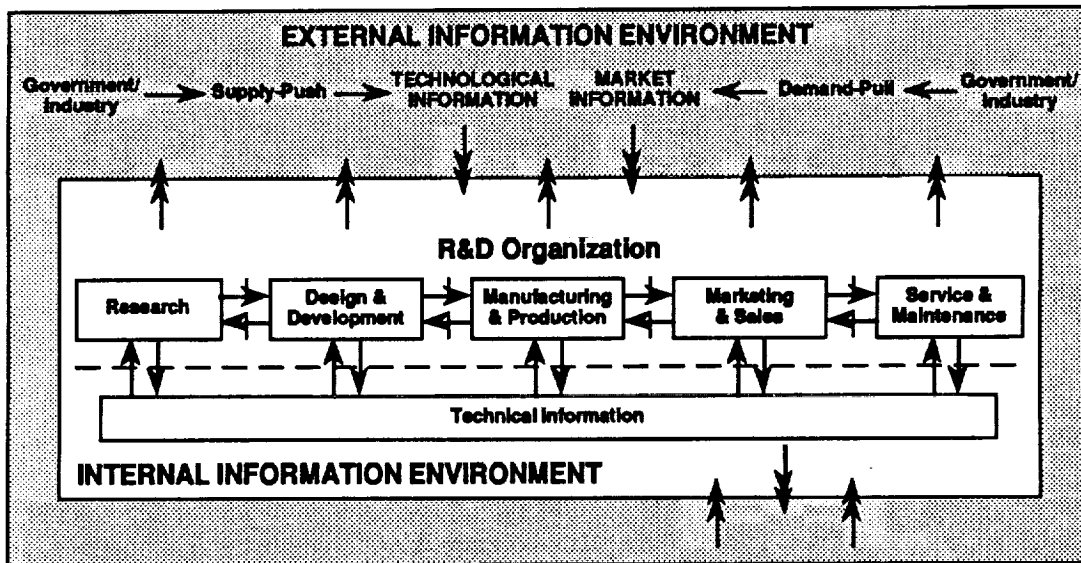 EXTERNAL INFORMATION ENVIRONMENT
Government/
Industry
Supply-Push
TECHNOLOGICAL
INFORMATION
MARKET
INFORMATION
Demand-Pull
Government/
Industry
R&D Organization
Research
Design &
Development
Manufacturing
& Production
Marketing
& Sales
Service &
Maintenance
Technical Information
INTERNAL INFORMATION ENVIRONMENT